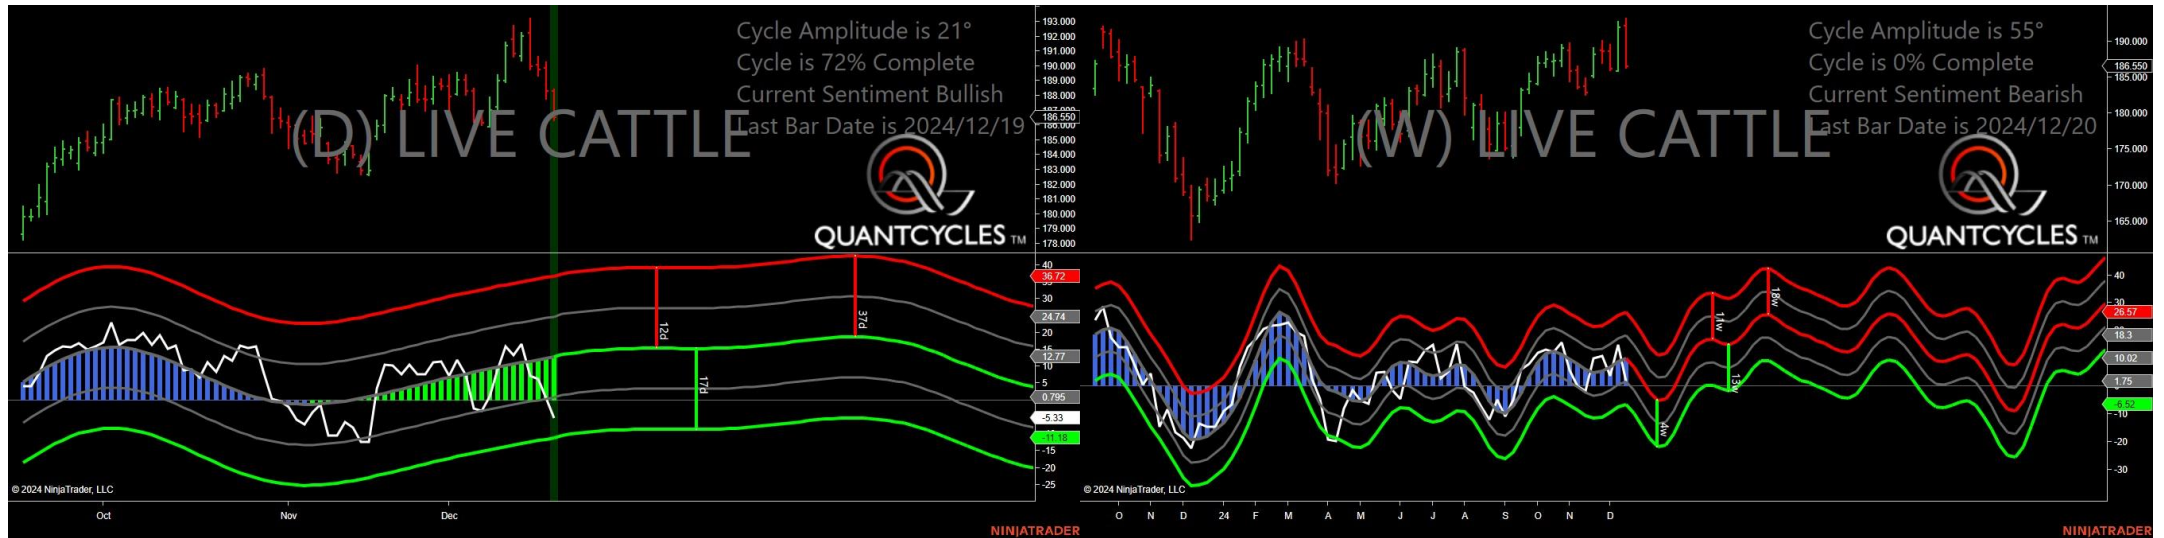 Cycle Amplitude is 21°
Cycle is 72% Complete
Current Sentiment Bullish
Last Bar Date is 2024/12/19
(D) LIVE CATTLE
QUANTCYCLES TM
193.000
192.000
190.000
189.000
188.000
187.000
186.550
186.000
185.000
184.000
183.000
182.000
181.000
180.000
179.000
178.000
40
36.72
30
24.74
20
15
12.77
10
5
0.795
-5.33
-11.18
-15
-20
-25
12d
17d
37d
© 2024 NinjaTrader, LLC
Oct
Nov
Dec
NINJATRADER
Cycle Amplitude is 55°
Cycle is 0% Complete
Current Sentiment Bearish
Last Bar Date is 2024/12/20
(W) LIVE CATTLE
QUANTCYCLES TM
190.000
186.550
185.000
180.000
175.000
170.000
165.000
40
30
26.57
18.3
10.02
1.75
-6.52
-10
-20
-30
4w
11w
13w
18w
© 2024 NinjaTrader, LLC
O N D 24 F M A M J J A S O N D
NINJATRADER